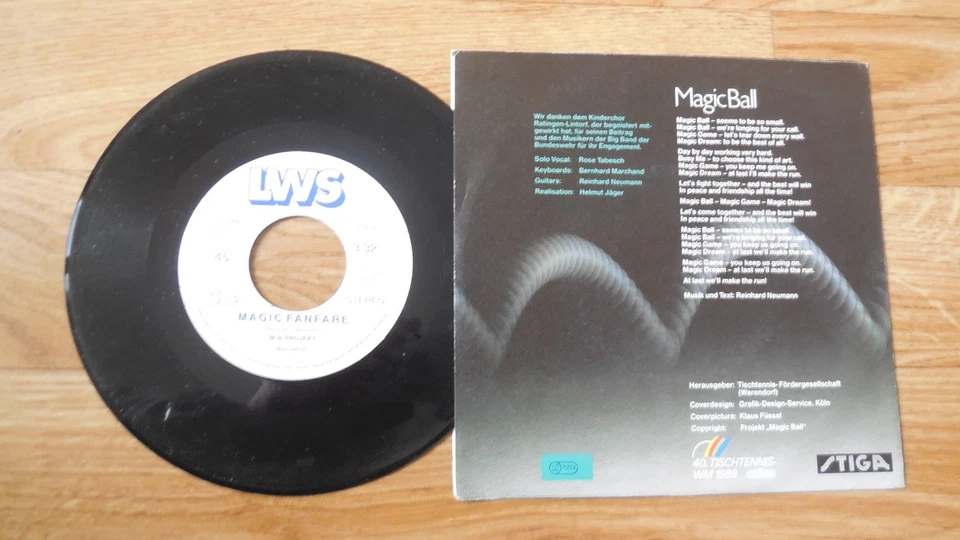 LWS
45
3:32
STEREO
MAGIC FANFARE
M.B. PROJEKT
Magic Ball
Wir danken dem Kinderchor
Ratingen-Lintorf, der begeistert mit-
gewirkt hat, für seinen Beitrag
und den Musikern der Big Band der
Bundeswehr für ihr Engagement.
Solo Vocal: Rose Tabesch
Keyboards: Bernhard Marchand
Guitars: Reinhard Neumann
Realisation: Helmut Jäger
Magic Ball – seems to be so small.
Magic Ball – we're longing for your call.
Magic Game – let's tear down every wall.
Magic Dream: to be the best of all.
Day by day working very hard.
Busy life – to choose this kind of art.
Magic Game – you keep me going on.
Magic Dream – at last I'll make the run.
Let's fight together – and the best will win
In peace and friendship all the time!
Magic Ball – Magic Game – Magic Dream!
Let's come together – and the best will win
In peace and friendship all the time!
Magic Ball – seems to be so small.
Magic Ball – we're longing for your call.
Magic Game – you keep us going on.
Magic Dream – at last we'll make the run.
Magic Game – you keep us going on.
Magic Dream – at last we'll make the run.
At last we'll make the run!
Musik und Text: Reinhard Neumann
Herausgeber: Tischtennis-Fördergesellschaft
(Warendorf)
Coverdesign: Grafik-Design-Service, Köln
Coverpicture: Klaus Füssel
Copyright: Projekt „Magic Ball"
40. TISCHTENNIS-
WM 1989
STIGA